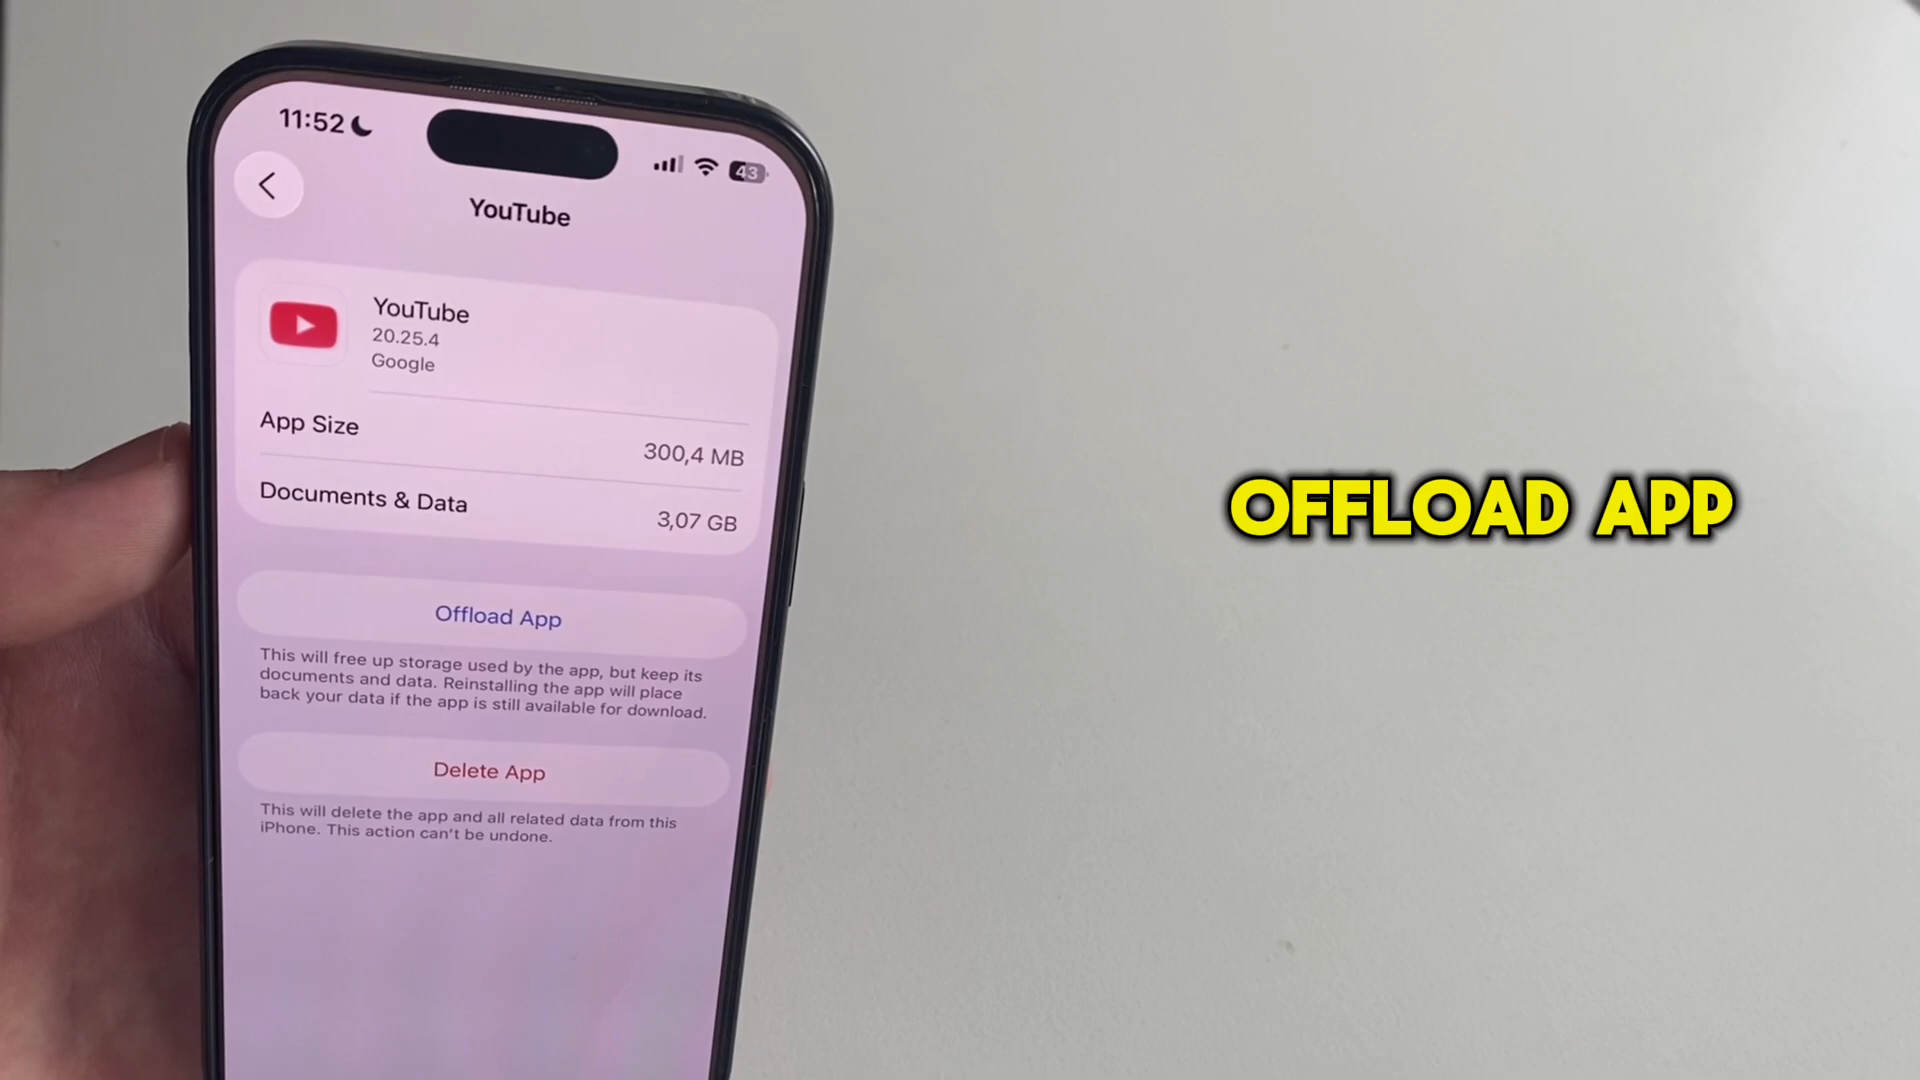 11:52
43
YouTube
YouTube
20.25.4
Google
App Size
300,4 MB
Documents & Data
3,07 GB
Offload App
This will free up storage used by the app, but keep its
documents and data. Reinstalling the app will place
back your data if the app is still available for download.
Delete App
This will delete the app and all related data from this
iPhone. This action can't be undone.
OFFLOAD APP